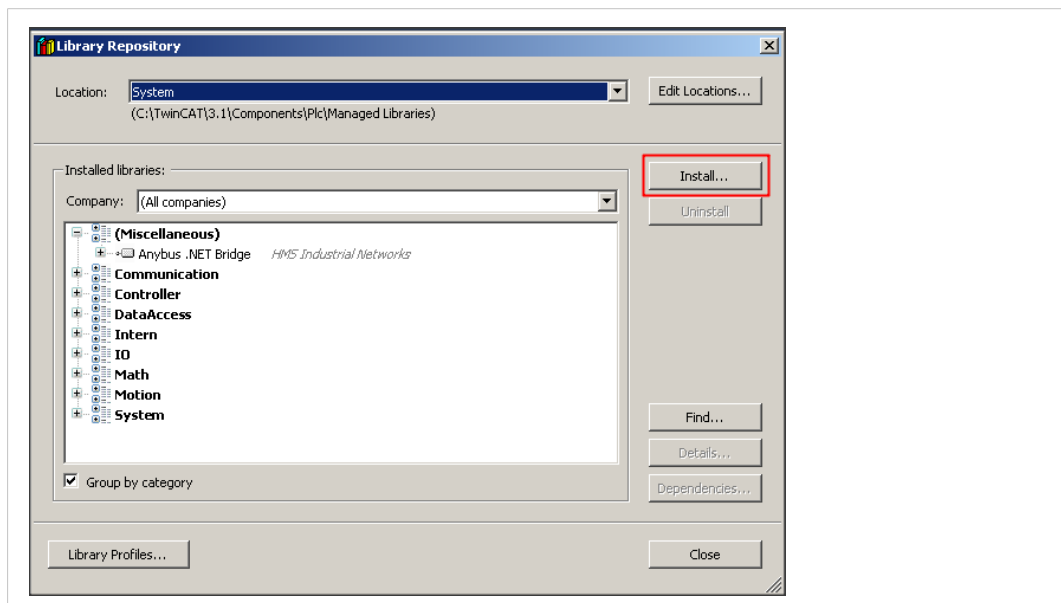 Library Repository
Location: System Edit Locations...
(C:\TwinCAT\3.1\Components\Plc\Managed Libraries)
Installed libraries:
Install...
Company: (All companies)
Uninstall
(Miscellaneous)
Anybus .NET Bridge HMS Industrial Networks
Communication
Controller
DataAccess
Intern
IO
Math
Motion
System
Find...
Details...
Group by category
Dependencies...
Library Profiles... Close